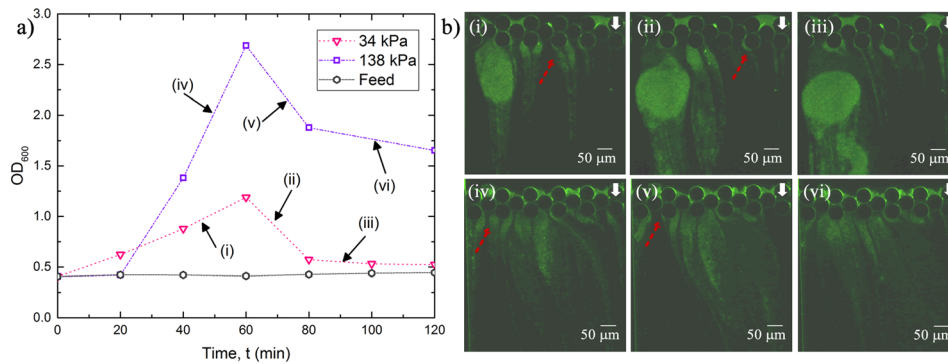 a)
3.0
2.5
2.0
1.5
1.0
0.5
0.0
OD600
0 20 40 60 80 100 120
Time, t (min)
34 kPa
138 kPa
Feed
(iv)
(v)
(vi)
(ii)
(i)
(iii)
b)
(i)
50 µm
(ii)
50 µm
(iii)
50 µm
(iv)
50 µm
(v)
50 µm
(vi)
50 µm